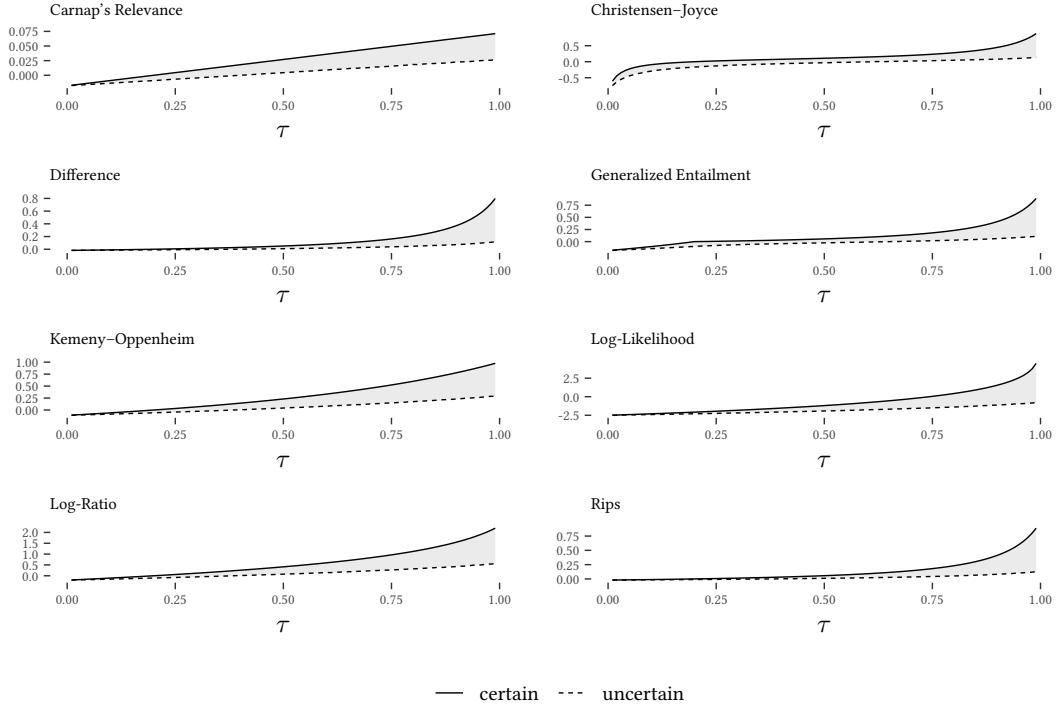 Carnap's Relevance
0.075
0.050
0.025
0.000
0.00 0.25 0.50 0.75 1.00
τ
Christensen–Joyce
0.5
0.0
-0.5
0.00 0.25 0.50 0.75 1.00
τ
Difference
0.8
0.6
0.4
0.2
0.0
0.00 0.25 0.50 0.75 1.00
τ
Generalized Entailment
0.75
0.50
0.25
0.00
0.00 0.25 0.50 0.75 1.00
τ
Kemeny–Oppenheim
1.00
0.75
0.50
0.25
0.00
0.00 0.25 0.50 0.75 1.00
τ
Log-Likelihood
2.5
0.0
-2.5
0.00 0.25 0.50 0.75 1.00
τ
Log-Ratio
2.0
1.5
1.0
0.5
0.0
0.00 0.25 0.50 0.75 1.00
τ
Rips
0.75
0.50
0.25
0.00
0.00 0.25 0.50 0.75 1.00
τ
certain uncertain